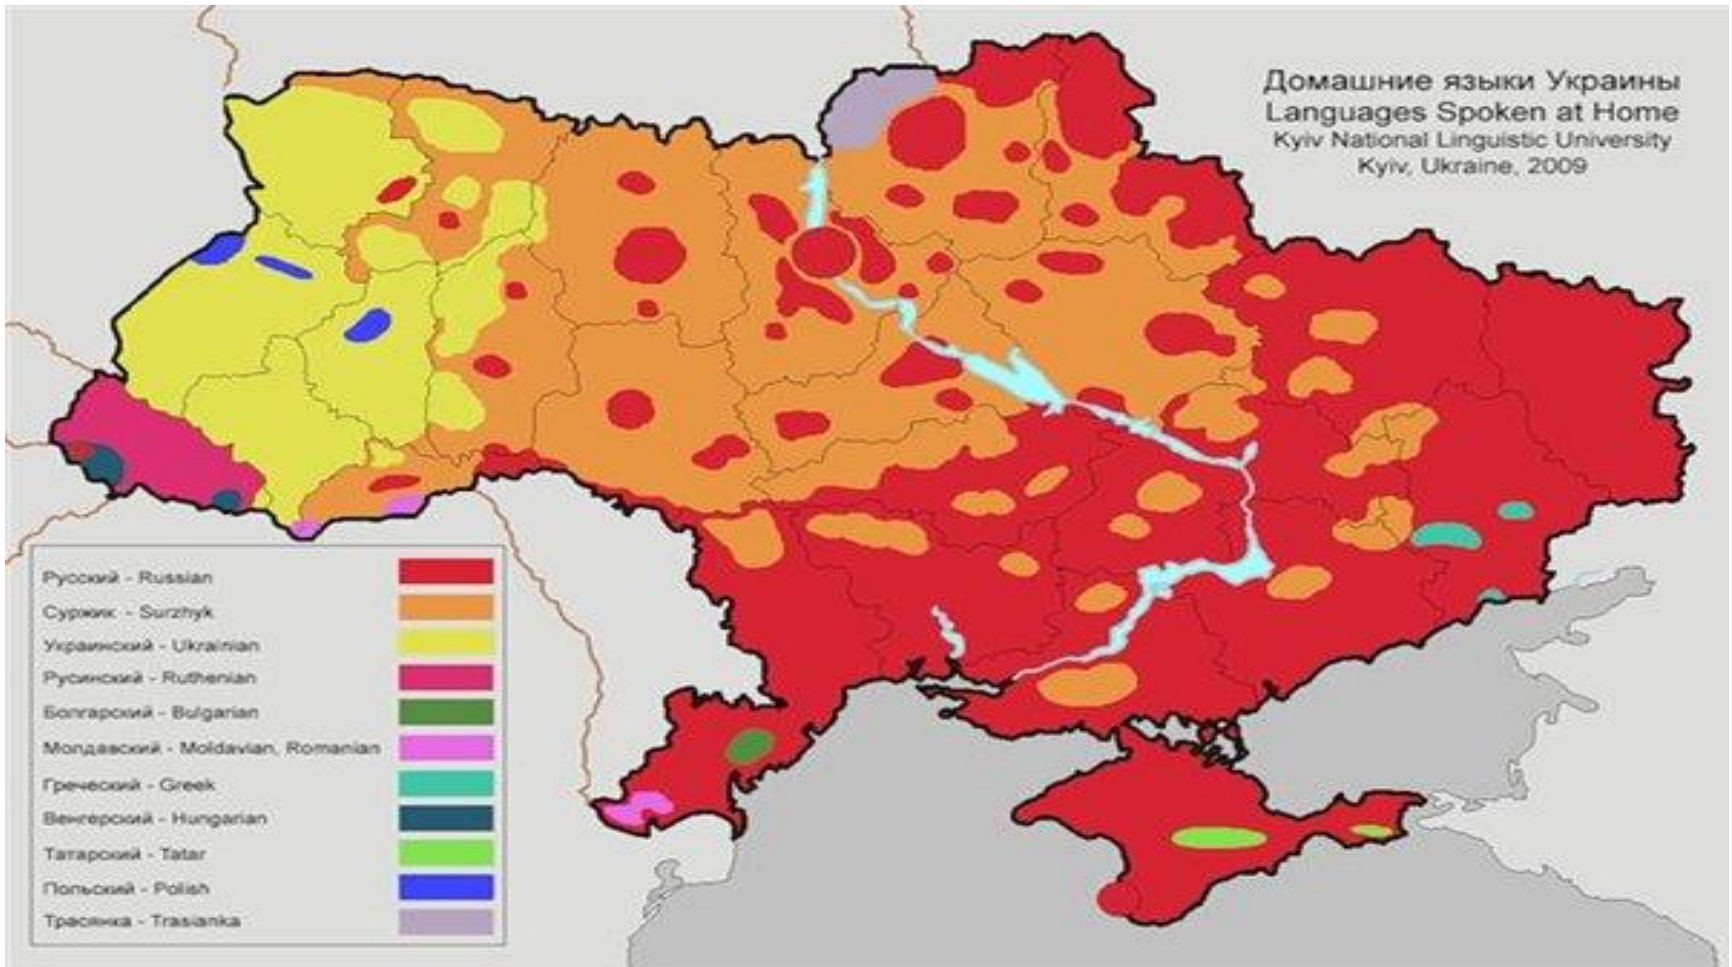 Домашние языки Украины
Languages Spoken at Home
Kyiv National Linguistic University
Kyiv, Ukraine, 2009
Русский - Russian
Суржик - Surzhyk
Украинский - Ukrainian
Русинский - Ruthenian
Болгарский - Bulgarian
Молдавский - Moldavian, Romanian
Греческий - Greek
Венгерский - Hungarian
Татарский - Tatar
Польский - Polish
Трасянка - Trasianka